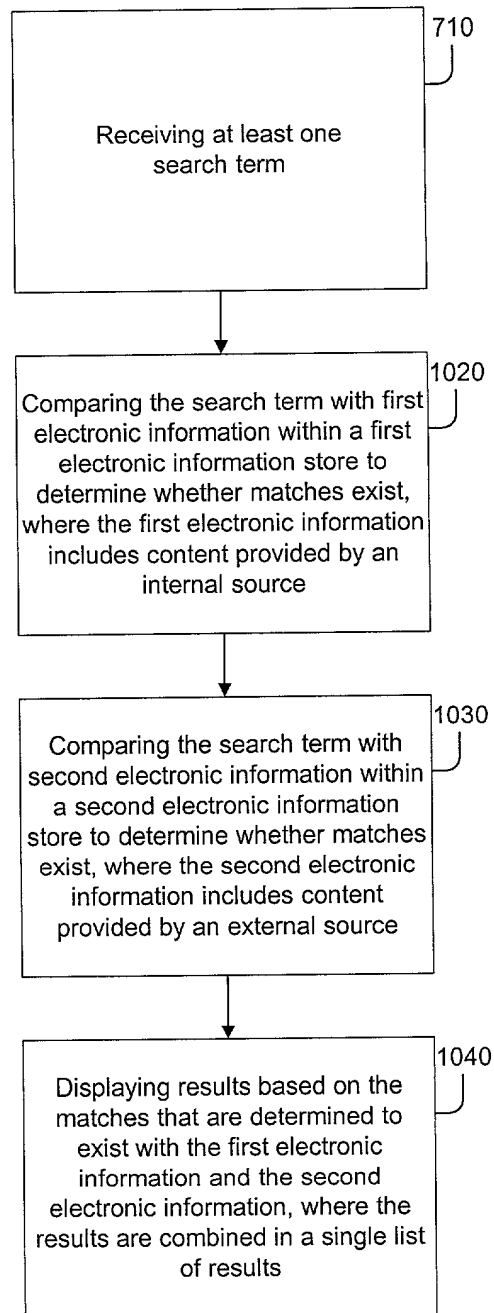 710
Receiving at least one
search term
1020
Comparing the search term with first
electronic information within a first
electronic information store to
determine whether matches exist,
where the first electronic information
includes content provided by an
internal source
1030
Comparing the search term with
second electronic information within
a second electronic information
store to determine whether matches
exist, where the second electronic
information includes content
provided by an external source
1040
Displaying results based on the
matches that are determined to
exist with the first electronic
information and the second
electronic information, where the
results are combined in a single list
of results